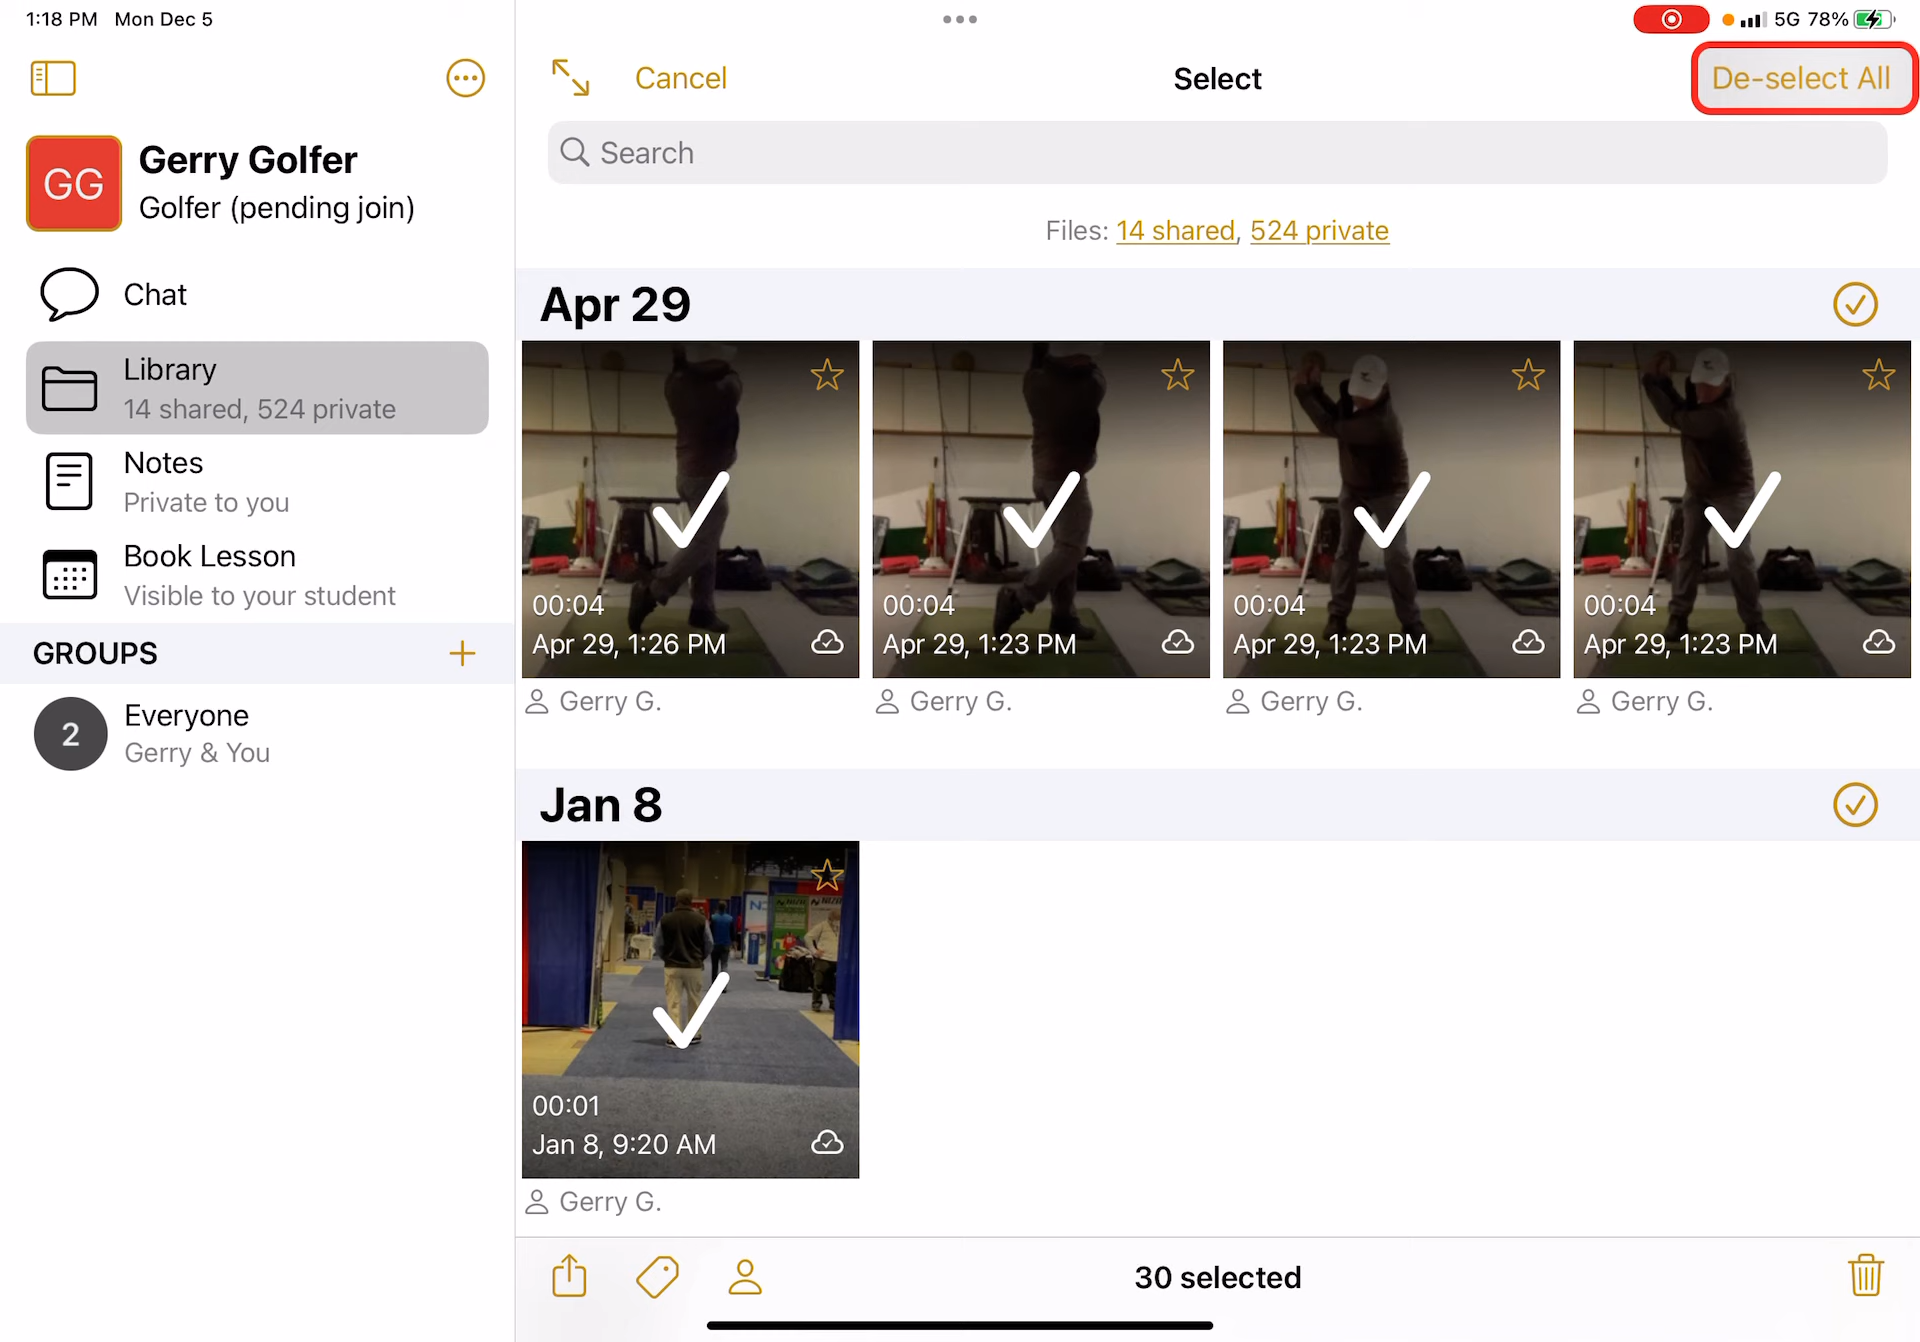 1:18 PM Mon Dec 5
5G 78%
Cancel
Select
De-select All
GG
Gerry Golfer
Golfer (pending join)
Search
Files: 14 shared, 524 private
Chat
Library
14 shared, 524 private
Notes
Private to you
Book Lesson
Visible to your student
GROUPS
2
Everyone
Gerry & You
Apr 29
00:04
Apr 29, 1:26 PM
Gerry G.
00:04
Apr 29, 1:23 PM
Gerry G.
00:04
Apr 29, 1:23 PM
Gerry G.
00:04
Apr 29, 1:23 PM
Gerry G.
Jan 8
00:01
Jan 8, 9:20 AM
Gerry G.
30 selected